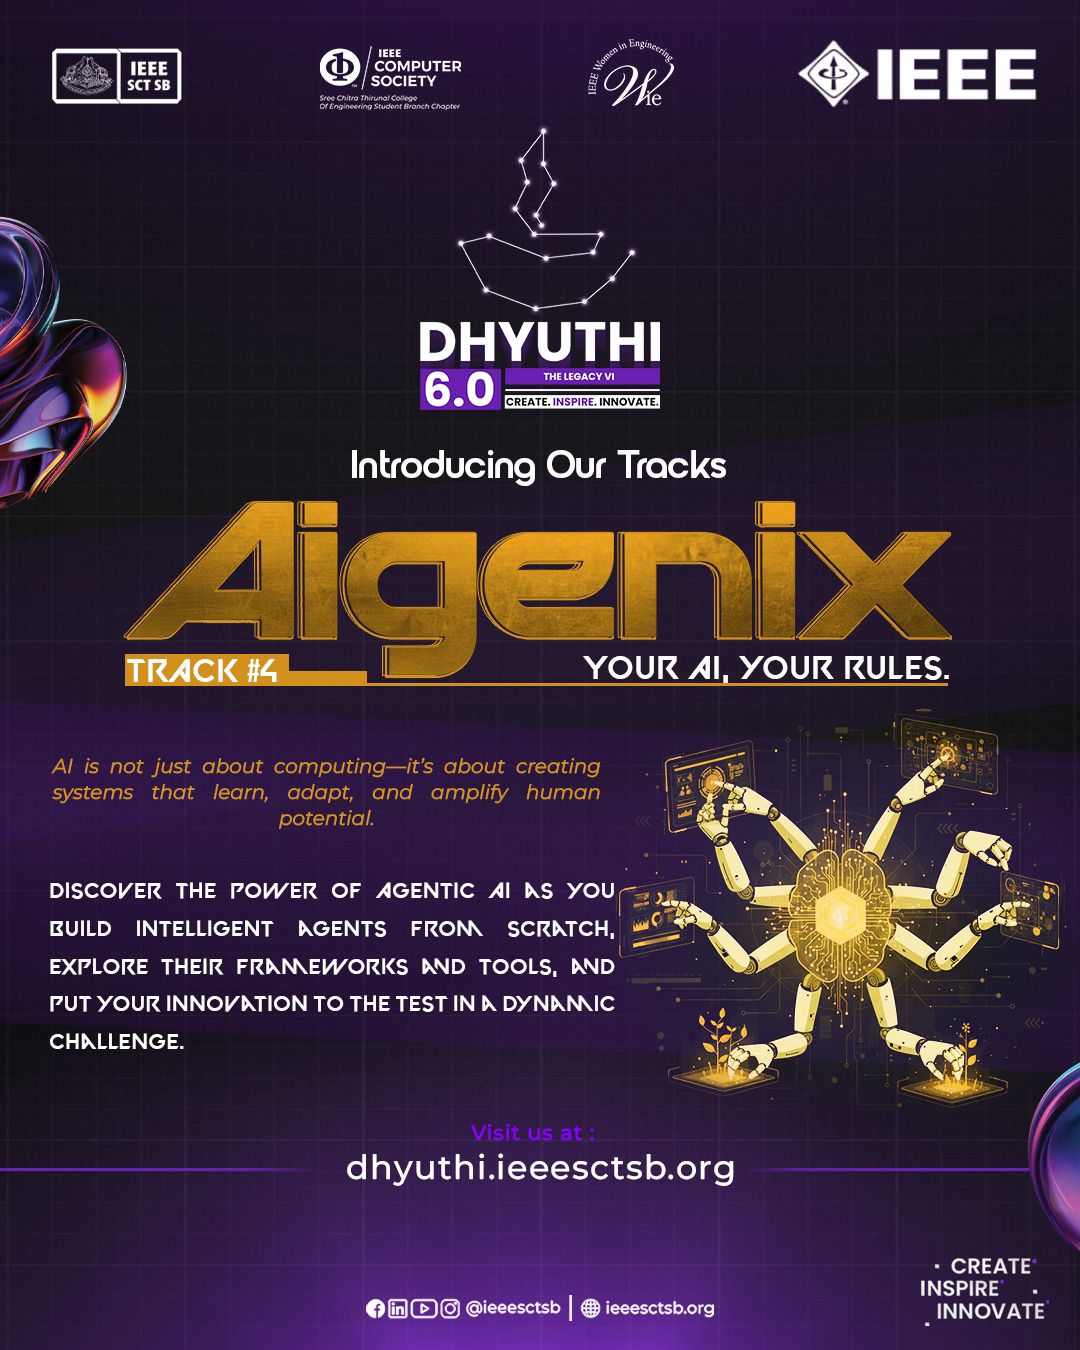 IEEE
SCT SB
IEEE
COMPUTER
SOCIETY
Sree Chitra Thirunal College
Of Engineering Student Branch Chapter
IEEE Women in Engineering
Wie
IEEE
DHYUTHI
6.0
THE LEGACY VI
CREATE. INSPIRE. INNOVATE.
Introducing Our Tracks
Aigenix
TRACK #4
YOUR AI, YOUR RULES.
AI is not just about computing—it's about creating
systems that learn, adapt, and amplify human
potential.
DISCOVER THE POWER OF AGENTIC AI AS YOU
BUILD INTELLIGENT AGENTS FROM SCRATCH,
EXPLORE THEIR FRAMEWORKS AND TOOLS, AND
PUT YOUR INNOVATION TO THE TEST IN A DYNAMIC
CHALLENGE.
Visit us at :
dhyuthi.ieeesctsb.org
CREATE
INSPIRE
INNOVATE
@ieeesctsb | ieeesctsb.org